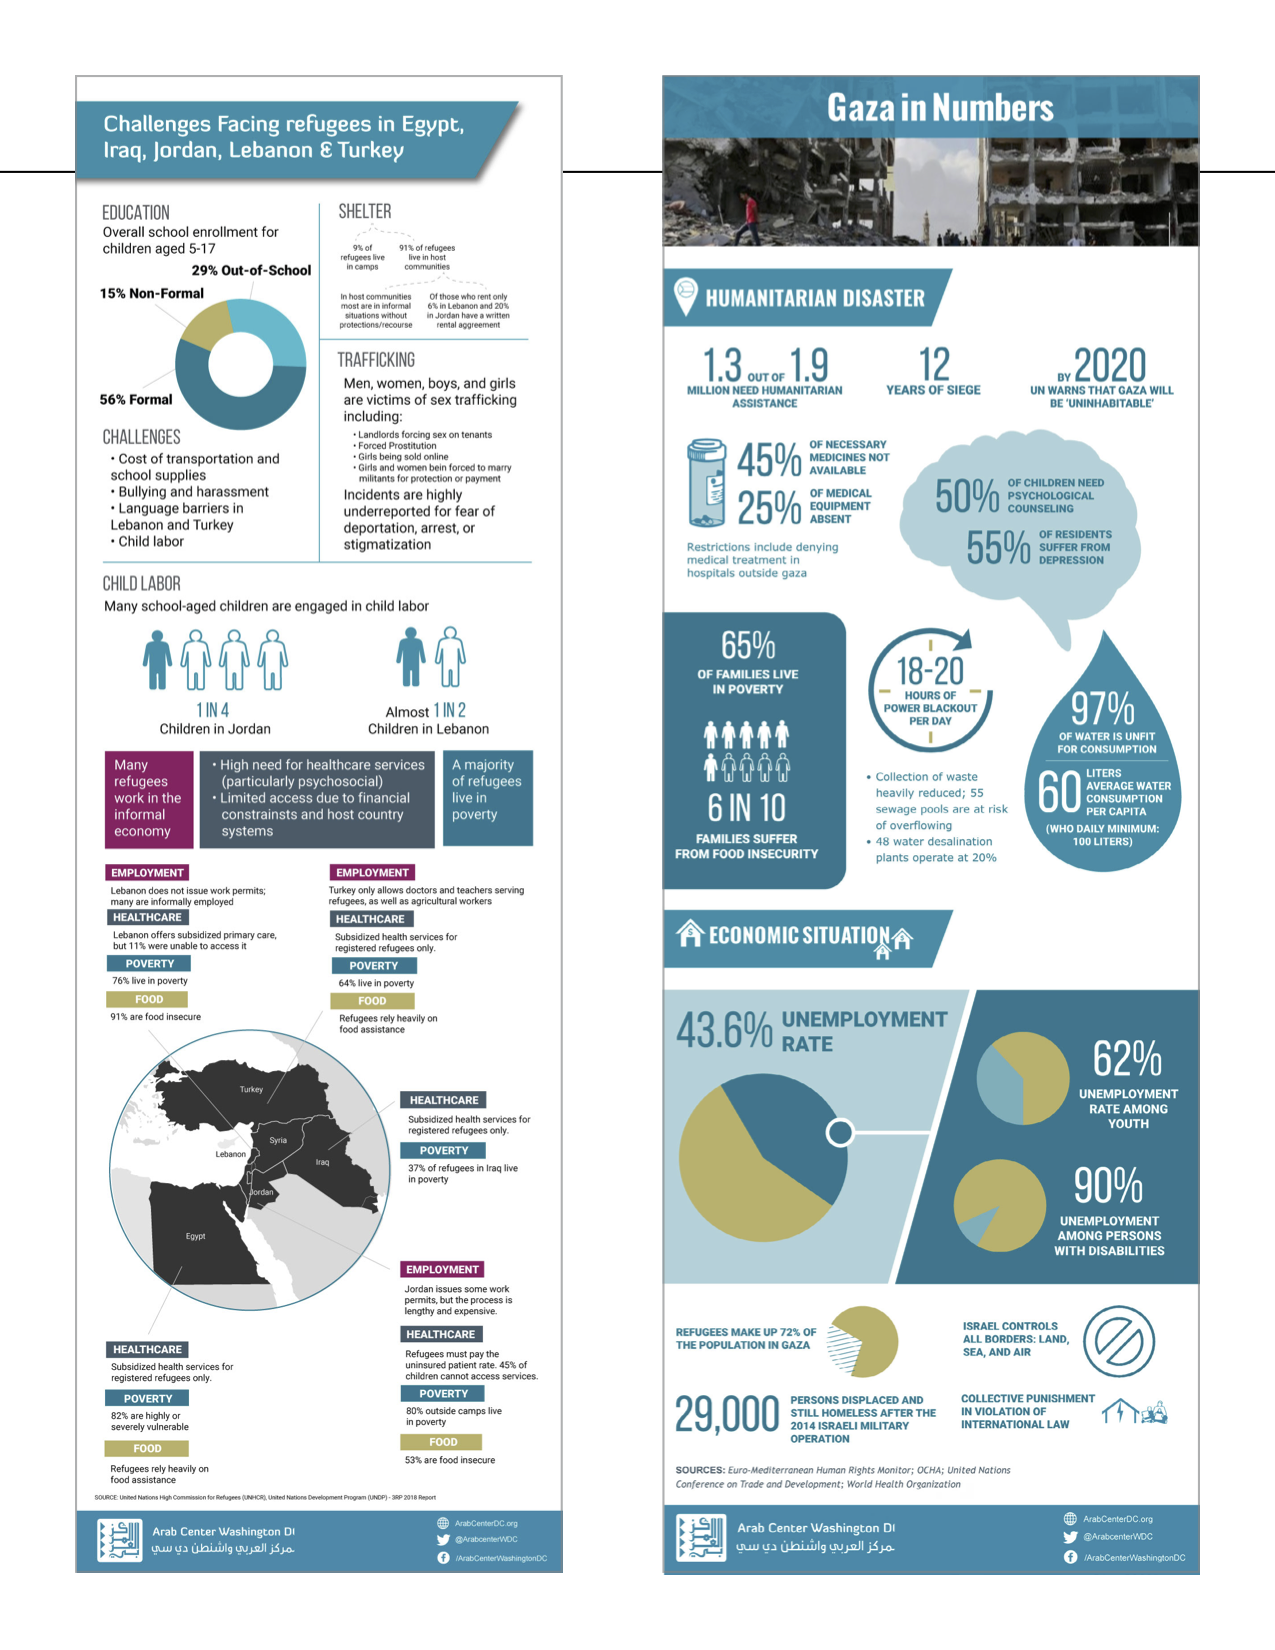 Challenges Facing refugees in Egypt,
Iraq, Jordan, Lebanon & Turkey
EDUCATION
Overall school enrollment for
children aged 5-17
29% Out-of-School
15% Non-Formal
56% Formal
CHALLENGES
• Cost of transportation and
school supplies
• Bullying and harassment
• Language barriers in
Lebanon and Turkey
• Child labor
SHELTER
9% of
refugees live
in camps
91% of refugees
live in host
communities
In host communities
most are in informal
situations without
protections/recourse
Of those who rent only
6% in Lebanon and 20%
in Jordan have a written
rental aggreement
TRAFFICKING
Men, women, boys, and girls
are victims of sex trafficking
including:
• Landlords forcing sex on tenants
• Forced Prostitution
• Girls being sold online
• Girls and women bein forced to marry
militants for protection or payment
Incidents are highly
underreported for fear of
deportation, arrest, or
stigmatization
CHILD LABOR
Many school-aged children are engaged in child labor
1 IN 4
Children in Jordan
Almost 1 IN 2
Children in Lebanon
Many
refugees
work in the
informal
economy
• High need for healthcare services
(particularly psychosocial)
• Limited access due to financial
constrainsts and host country
systems
A majority
of refugees
live in
poverty
EMPLOYMENT
Lebanon does not issue work permits;
many are informally employed
HEALTHCARE
Lebanon offers subsidized primary care,
but 11% were unable to access it
POVERTY
76% live in poverty
FOOD
91% are food insecure
EMPLOYMENT
Turkey only allows doctors and teachers serving
refugees, as well as agricultural workers
HEALTHCARE
Subsidized health services for
registered refugees only.
POVERTY
64% live in poverty
FOOD
Refugees rely heavily on
food assistance
Turkey
Syria
Lebanon
Iraq
Jordan
Egypt
HEALTHCARE
Subsidized health services for
registered refugees only.
POVERTY
37% of refugees in Iraq live
in poverty
EMPLOYMENT
Jordan issues some work
permits, but the process is
lengthy and expensive.
HEALTHCARE
Refugees must pay the
uninsured patient rate. 45% of
children cannot access services.
POVERTY
80% outside camps live
in poverty
FOOD
53% are food insecure
HEALTHCARE
Subsidized health services for
registered refugees only.
POVERTY
82% are highly or
severely vulnerable
FOOD
Refugees rely heavily on
food assistance
SOURCE: United Nations High Commission for Refugees (UNHCR), United Nations Development Program (UNDP) - 3RP 2018 Report
Arab Center Washington D
المركز العربي واشنطن دي سي
ArabCenterDC.org
@ArabcenterWDC
/ArabCenterWashingtonDC
Gaza in Numbers
HUMANITARIAN DISASTER
1.3 OUT OF 1.9
MILLION NEED HUMANITARIAN
ASSISTANCE
12
YEARS OF SIEGE
BY 2020
UN WARNS THAT GAZA WILL
BE 'UNINHABITABLE'
45% OF NECESSARY
MEDICINES NOT
AVAILABLE
25% OF MEDICAL
EQUIPMENT
ABSENT
Restrictions include denying
medical treatment in
hospitals outside gaza
50% OF CHILDREN NEED
PSYCHOLOGICAL
COUNSELING
55% OF RESIDENTS
SUFFER FROM
DEPRESSION
65%
OF FAMILIES LIVE
IN POVERTY
6 IN 10
FAMILIES SUFFER
FROM FOOD INSECURITY
18-20
HOURS OF
POWER BLACKOUT
PER DAY
• Collection of waste
heavily reduced; 55
sewage pools are at risk
of overflowing
• 48 water desalination
plants operate at 20%
97%
OF WATER IS UNFIT
FOR CONSUMPTION
60 LITERS
AVERAGE WATER
CONSUMPTION
PER CAPITA
(WHO DAILY MINIMUM:
100 LITERS)
ECONOMIC SITUATION
43.6% UNEMPLOYMENT
RATE
62%
UNEMPLOYMENT
RATE AMONG
YOUTH
90%
UNEMPLOYMENT
AMONG PERSONS
WITH DISABILITIES
REFUGEES MAKE UP 72% OF
THE POPULATION IN GAZA
ISRAEL CONTROLS
ALL BORDERS: LAND,
SEA, AND AIR
29,000 PERSONS DISPLACED AND
STILL HOMELESS AFTER THE
2014 ISRAELI MILITARY
OPERATION
COLLECTIVE PUNISHMENT
IN VIOLATION OF
INTERNATIONAL LAW
SOURCES: Euro-Mediterranean Human Rights Monitor; OCHA; United Nations
Conference on Trade and Development; World Health Organization
Arab Center Washington D
المركز العربي واشنطن دي سي
ArabCenterDC.org
@ArabcenterWDC
/ArabCenterWashingtonDC